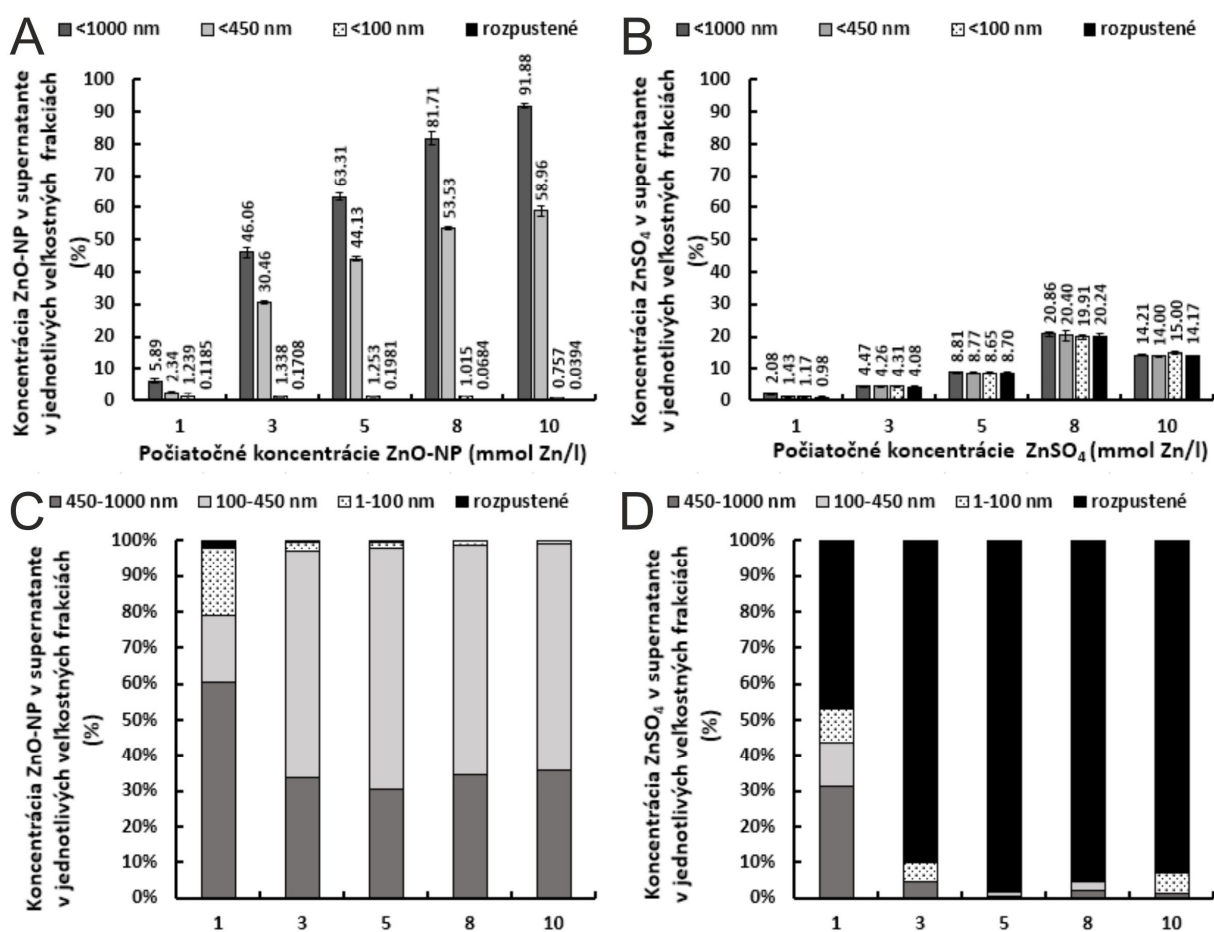 A
<1000 nm <450 nm <100 nm rozpustené
Koncentrácia ZnO-NP v supernatante
v jednotlivých veľkostných frakciách
(%)
100
90
80
70
60
50
40
30
20
10
0
5.89 2.34 1.239 0.1185
46.06 30.46 1.338 0.1708
63.31 44.13 1.253 0.1981
81.71 53.53 1.015 0.0684
91.88 58.96 0.757 0.0394
1 3 5 8 10
Počiatočné koncentrácie ZnO-NP (mmol Zn/l)
B
<1000 nm <450 nm <100 nm rozpustené
Koncentrácia ZnSO₄ v supernatante
v jednotlivých veľkostných frakciách
(%)
100
90
80
70
60
50
40
30
20
10
0
2.08 1.43 1.17 0.98
4.47 4.26 4.31 4.08
8.81 8.77 8.65 8.70
20.86 20.40 19.91 20.24
14.21 14.00 15.00 14.17
1 3 5 8 10
Počiatočné koncentrácie ZnSO₄ (mmol Zn/l)
C
450-1000 nm 100-450 nm 1-100 nm rozpustené
Koncentrácia ZnO-NP v supernatante
v jednotlivých veľkostných frakciách
(%)
100%
90%
80%
70%
60%
50%
40%
30%
20%
10%
0%
1 3 5 8 10
D
450-1000 nm 100-450 nm 1-100 nm rozpustené
Koncentrácia ZnSO₄ v supernatante
v jednotlivých veľkostných frakciách
(%)
100%
90%
80%
70%
60%
50%
40%
30%
20%
10%
0%
1 3 5 8 10